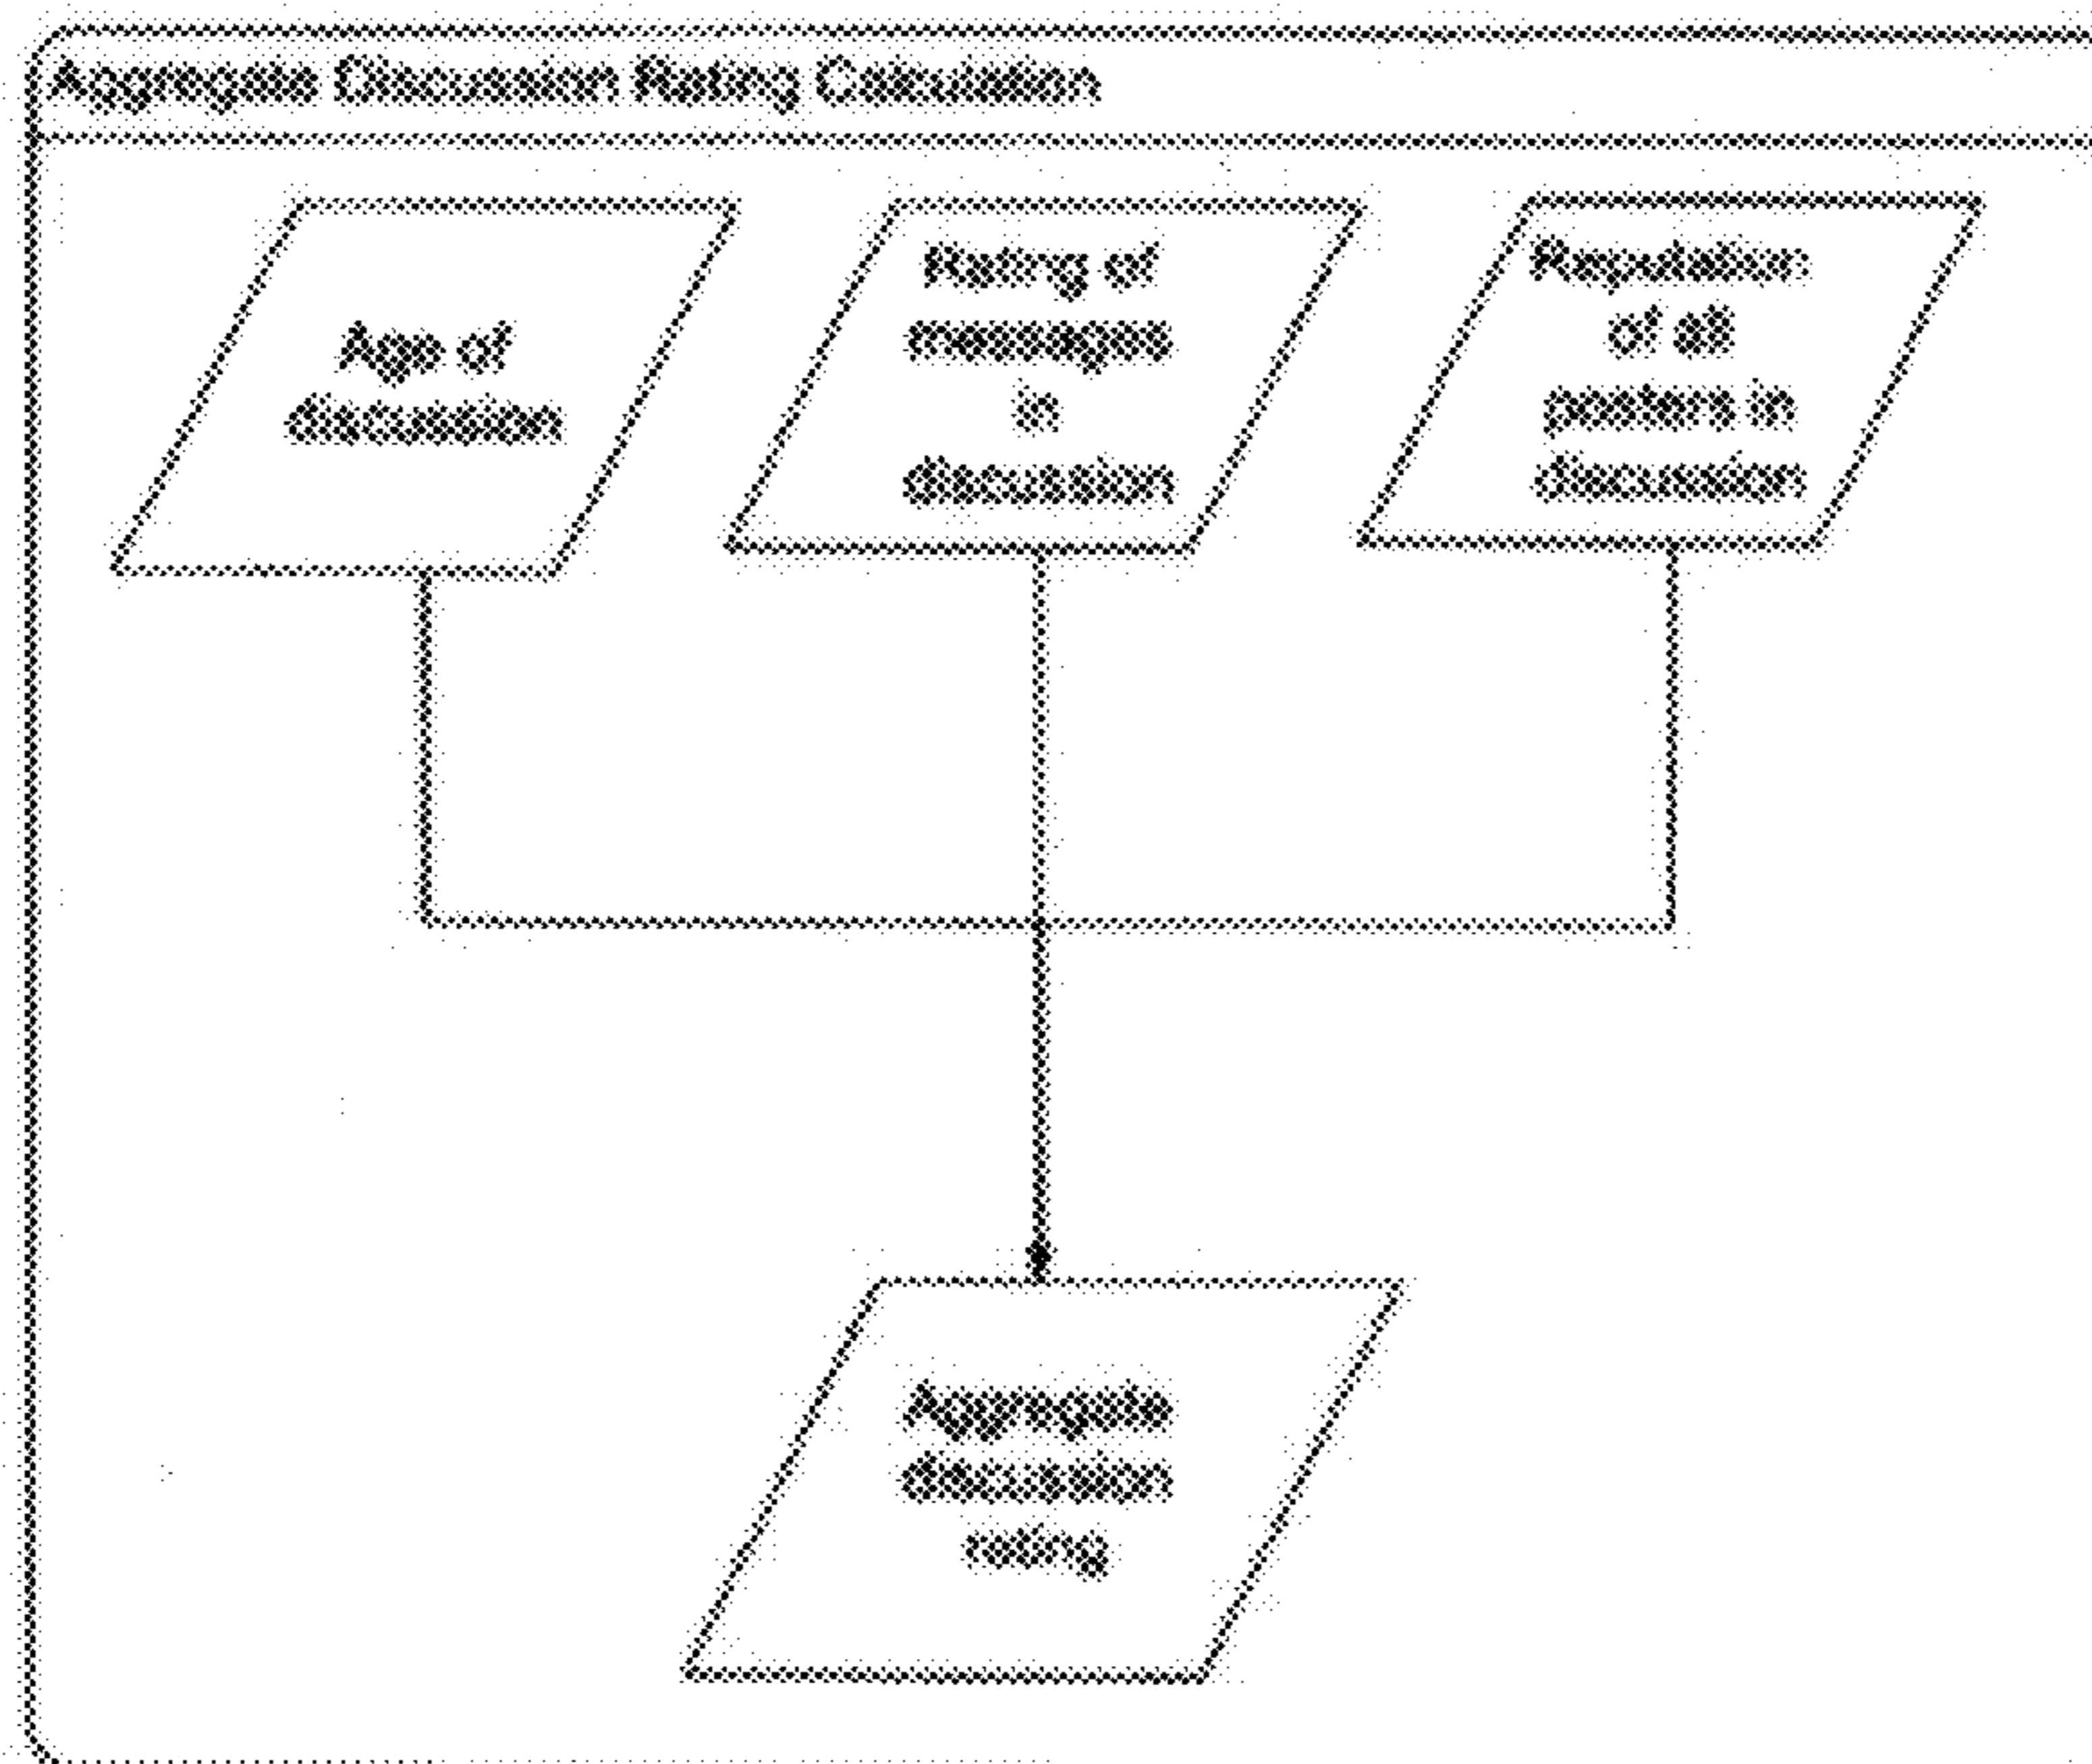 Aggregate Discussion Rating Calculation
Age of
discussion
Rating of
messages
in
discussion
Reputation
of all
posters in
discussion
Aggregate
discussion
rating